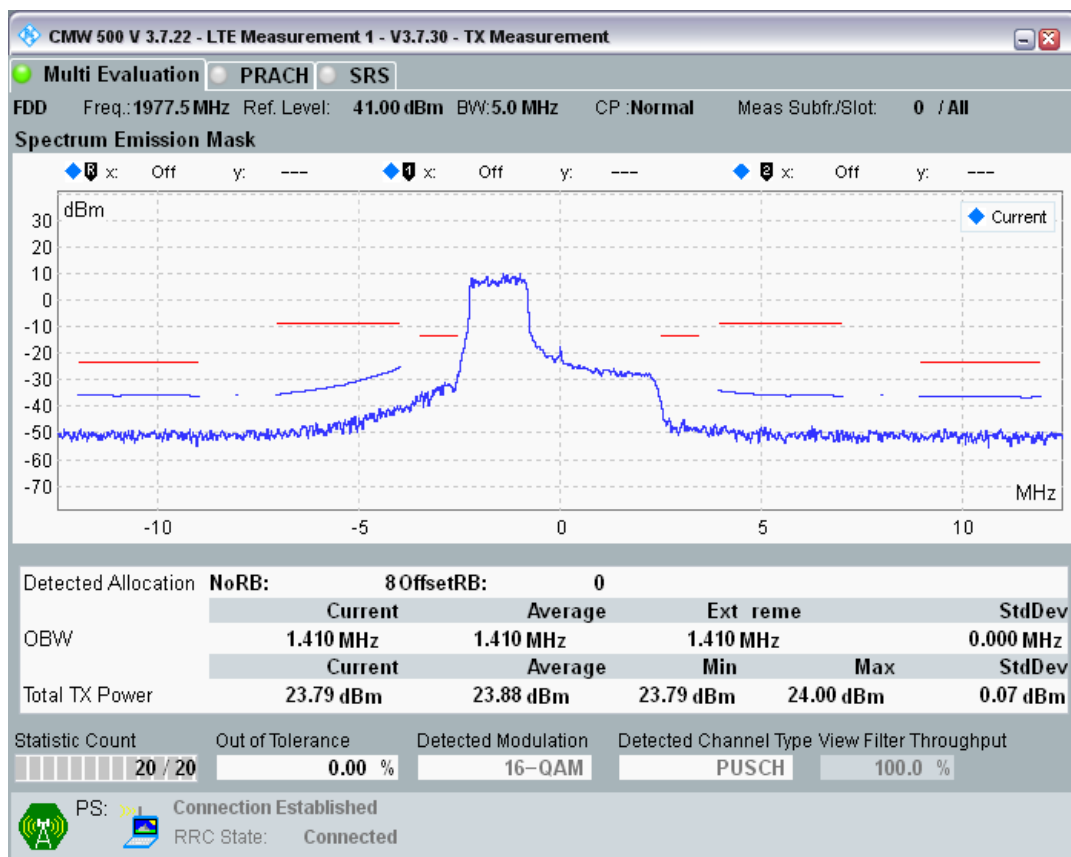 CMW 500 V 3.7.22 - LTE Measurement 1 - V3.7.30 - TX Measurement
Multi Evaluation PRACH SRS
FDD Freq.: 1977.5 MHz Ref. Level: 41.00 dBm BW: 5.0 MHz CP : Normal Meas Subfr./Slot: 0 / All
Spectrum Emission Mask
R x: Off y: --- 1 x: Off y: --- 2 x: Off y: ---
dBm
Current
30
20
10
0
-10
-20
-30
-40
-50
-60
-70
MHz
-10 -5 0 5 10
Detected Allocation NoRB: 8 OffsetRB: 0
Current Average Ext reme StdDev
OBW 1.410 MHz 1.410 MHz 1.410 MHz 0.000 MHz
Current Average Min Max StdDev
Total TX Power 23.79 dBm 23.88 dBm 23.79 dBm 24.00 dBm 0.07 dBm
Statistic Count Out of Tolerance Detected Modulation Detected Channel Type View Filter Throughput
20 / 20 0.00 % 16-QAM PUSCH 100.0 %
PS: Connection Established
RRC State: Connected